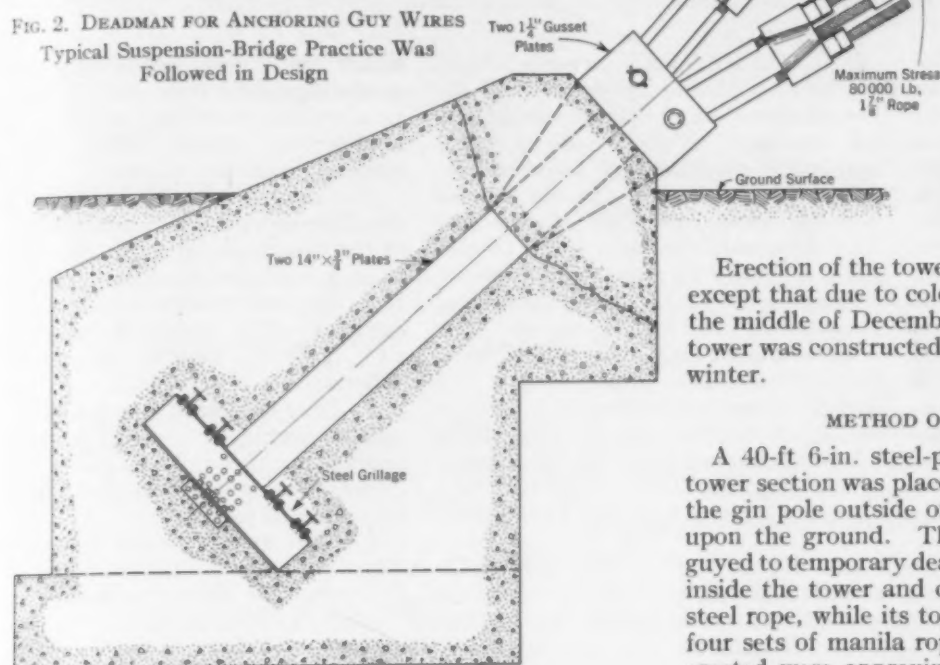 FIG. 2. DEADMAN FOR ANCHORING GUY WIRES
Typical Suspension-Bridge Practice Was
Followed in Design
Two 1¼" Gusset
Plates
Maximum Stress
80 000 Lb,
1⅞" Rope
Ground Surface
Two 14"×¾" Plates
Steel Grillage
Erection of the towe
except that due to col
the middle of Decemb
tower was constructed
winter.
METHOD O
A 40-ft 6-in. steel-p
tower section was place
the gin pole outside o
upon the ground. Th
guyed to temporary dea
inside the tower and
steel rope, while its to
four sets of manila ro